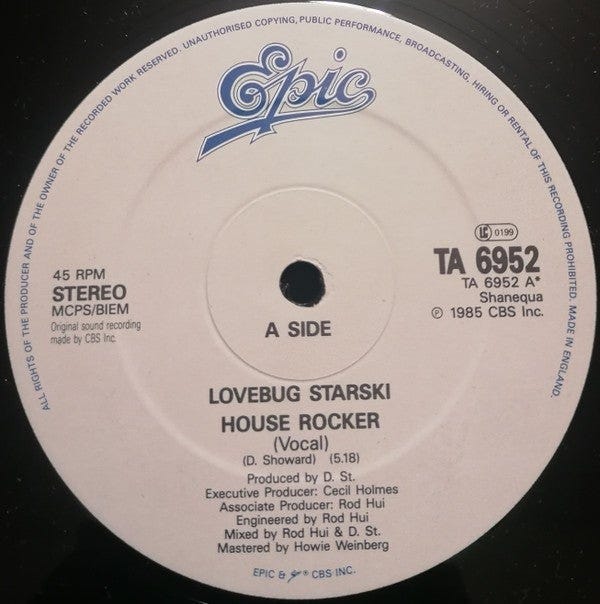 ALL RIGHTS OF THE PRODUCER AND OF THE OWNER OF THE RECORDED WORK RESERVED. UNAUTHORISED COPYING, PUBLIC PERFORMANCE, BROADCASTING, HIRING OR RENTAL OF THIS RECORDING PROHIBITED. MADE IN ENGLAND.
Epic
45 RPM
STEREO
MCPS/BIEM
Original sound recording
made by CBS Inc.
LC 0199
TA 6952
TA 6952 A*
Shanequa
℗ 1985 CBS Inc.
A SIDE
LOVEBUG STARSKI
HOUSE ROCKER
(Vocal)
(D. Showard) (5.18)
Produced by D. St.
Executive Producer: Cecil Holmes
Associate Producer: Rod Hui
Engineered by Rod Hui
Mixed by Rod Hui & D. St.
Mastered by Howie Weinberg
EPIC & ® CBS INC.